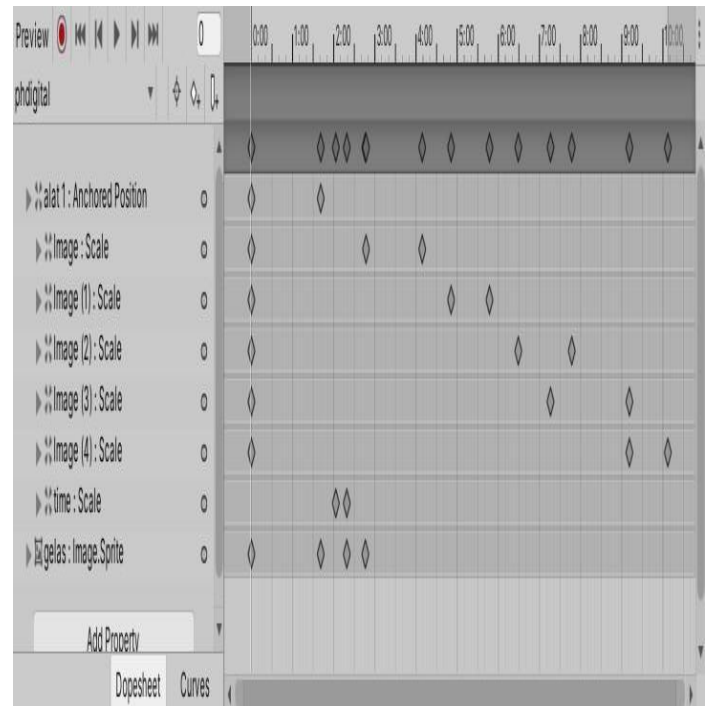 Preview 0 0:00 1:00 2:00 3:00 4:00 5:00 6:00 7:00 8:00 9:00 10:00
phdigital
alat 1 : Anchored Position
Image : Scale
Image (1) : Scale
Image (2) : Scale
Image (3) : Scale
Image (4) : Scale
time : Scale
gelas : Image.Sprite
Add Property
Dopesheet Curves